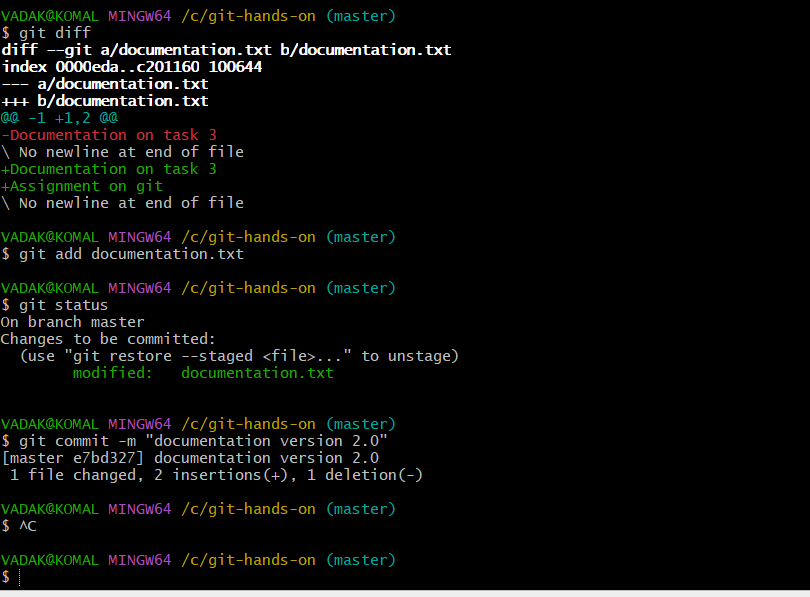 VADAK@KOMAL MINGW64 /c/git-hands-on (master)
$ git diff
diff --git a/documentation.txt b/documentation.txt
index 0000eda..c201160 100644
--- a/documentation.txt
+++ b/documentation.txt
@@ -1 +1,2 @@
-Documentation on task 3
\ No newline at end of file
+Documentation on task 3
+Assignment on git
\ No newline at end of file

VADAK@KOMAL MINGW64 /c/git-hands-on (master)
$ git add documentation.txt

VADAK@KOMAL MINGW64 /c/git-hands-on (master)
$ git status
On branch master
Changes to be committed:
  (use "git restore --staged <file>..." to unstage)
        modified:   documentation.txt


VADAK@KOMAL MINGW64 /c/git-hands-on (master)
$ git commit -m "documentation version 2.0"
[master e7bd327] documentation version 2.0
 1 file changed, 2 insertions(+), 1 deletion(-)

VADAK@KOMAL MINGW64 /c/git-hands-on (master)
$ ^C

VADAK@KOMAL MINGW64 /c/git-hands-on (master)
$